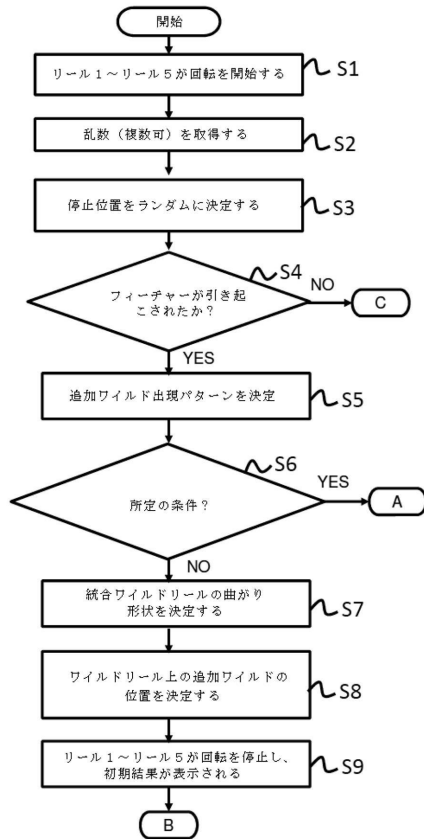 開始
リール1~リール5が回転を開始する
S1
乱数(複数可)を取得する
S2
停止位置をランダムに決定する
S3
S4
フィーチャーが引き起
こされたか?
NO
C
YES
追加ワイルド出現パターンを決定
S5
S6
所定の条件?
YES
A
NO
統合ワイルドリールの曲がり
形状を決定する
S7
ワイルドリール上の追加ワイルドの
位置を決定する
S8
リール1~リール5が回転を停止し、
初期結果が表示される
S9
B